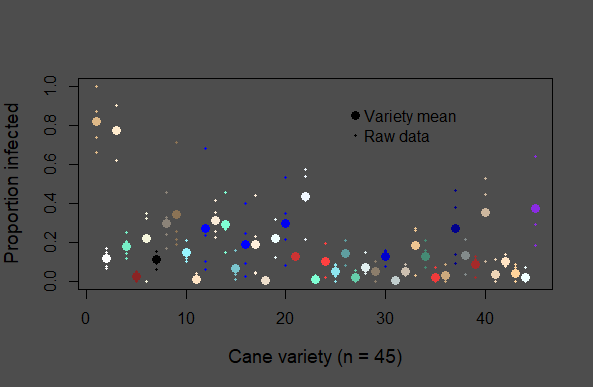 1.0
0.8
0.6
0.4
0.2
0.0
Proportion infected
Variety mean
Raw data
0 10 20 30 40
Cane variety (n = 45)